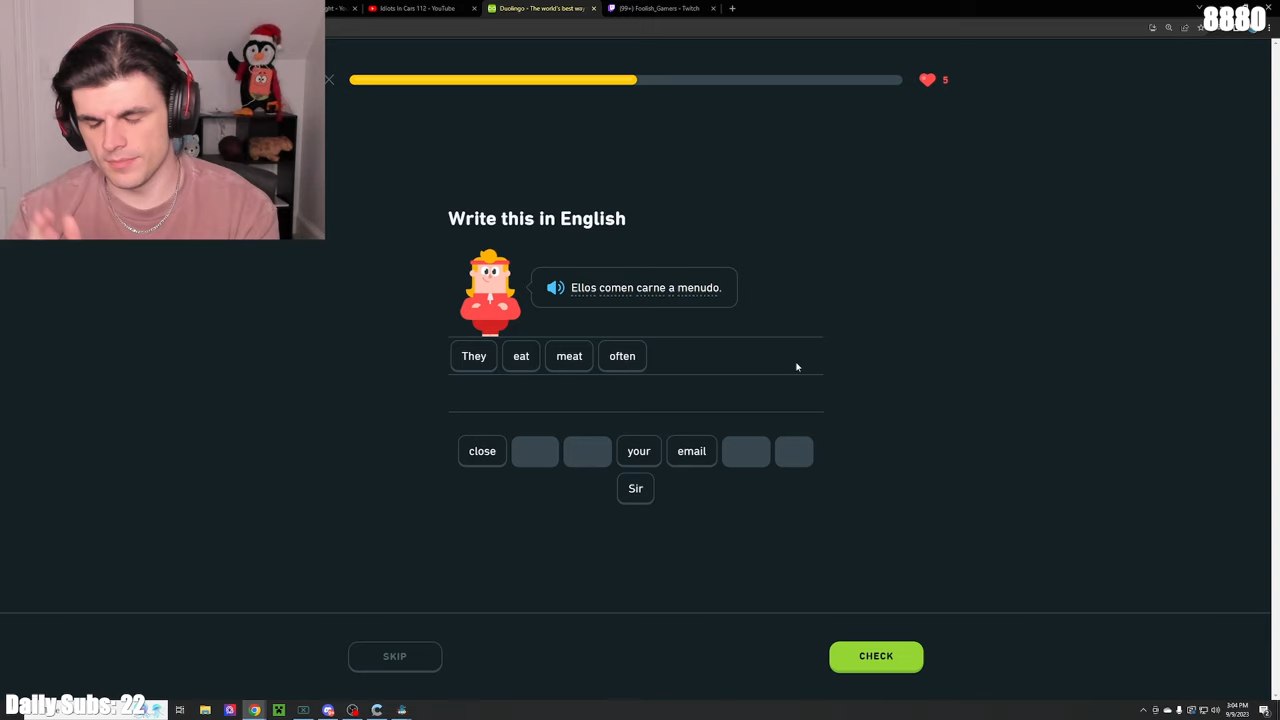 ight - Yo
Idiots In Cars 112 - YouTube
Duolingo - The world's best way
(99+) Foolish_Gamers - Twitch
8880
5
Write this in English
Ellos comen carne a menudo.
They eat meat often
close your email
Sir
SKIP
CHECK
Daily Subs: 22
3:04 PM
9/9/2023